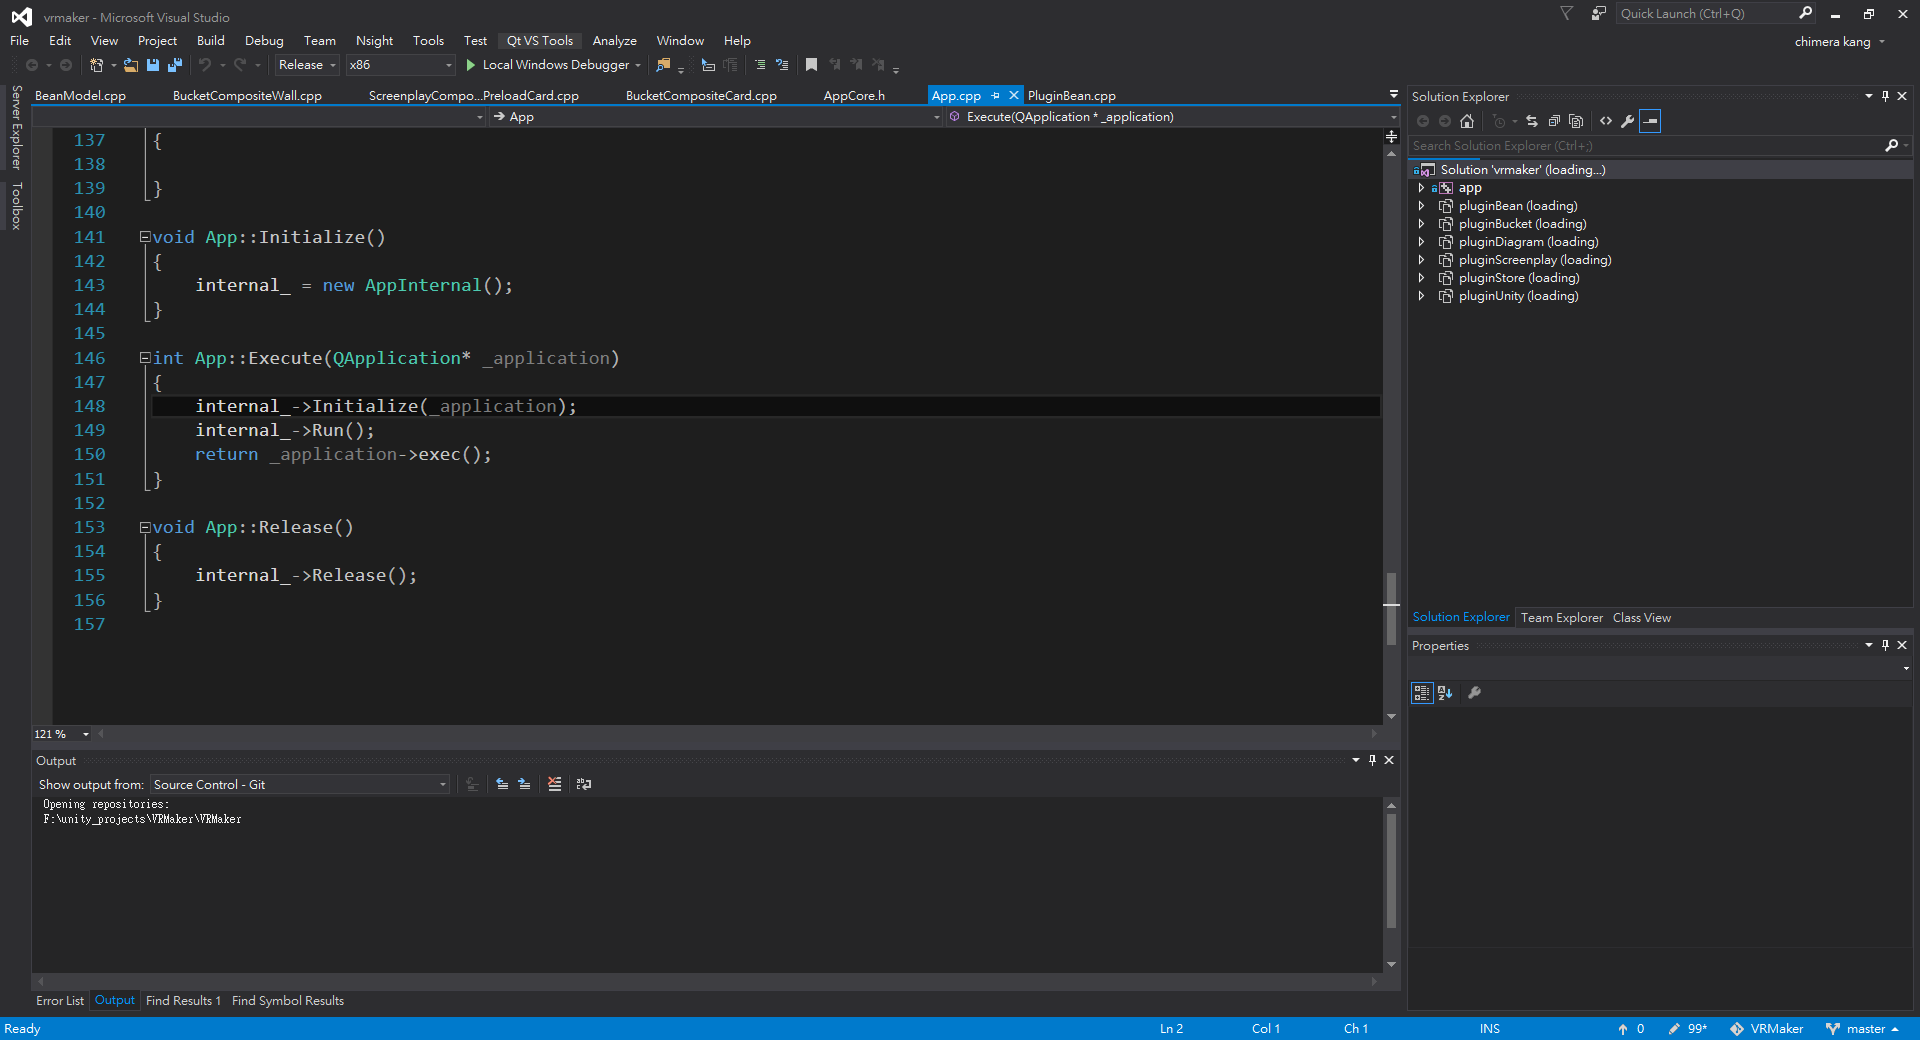 vrmaker - Microsoft Visual Studio
Quick Launch (Ctrl+Q)
File Edit View Project Build Debug Team Nsight Tools Test Qt VS Tools Analyze Window Help
chimera kang
Release x86 Local Windows Debugger
Server Explorer
Toolbox
BeanModel.cpp BucketCompositeWall.cpp ScreenplayCompo...PreloadCard.cpp BucketCompositeCard.cpp AppCore.h App.cpp PluginBean.cpp
App Execute(QApplication * _application)
137 {
138
139 }
140
141 void App::Initialize()
142 {
143 internal_ = new AppInternal();
144 }
145
146 int App::Execute(QApplication* _application)
147 {
148 internal_->Initialize(_application);
149 internal_->Run();
150 return _application->exec();
151 }
152
153 void App::Release()
154 {
155 internal_->Release();
156 }
157
121 %
Output
Show output from: Source Control - Git
Opening repositories:
F:\unity_projects\VRMaker\VRMaker
Error List Output Find Results 1 Find Symbol Results
Solution Explorer
Search Solution Explorer (Ctrl+;)
Solution 'vrmaker' (loading...)
app
pluginBean (loading)
pluginBucket (loading)
pluginDiagram (loading)
pluginScreenplay (loading)
pluginStore (loading)
pluginUnity (loading)
Solution Explorer Team Explorer Class View
Properties
Ready Ln 2 Col 1 Ch 1 INS 0 99* VRMaker master